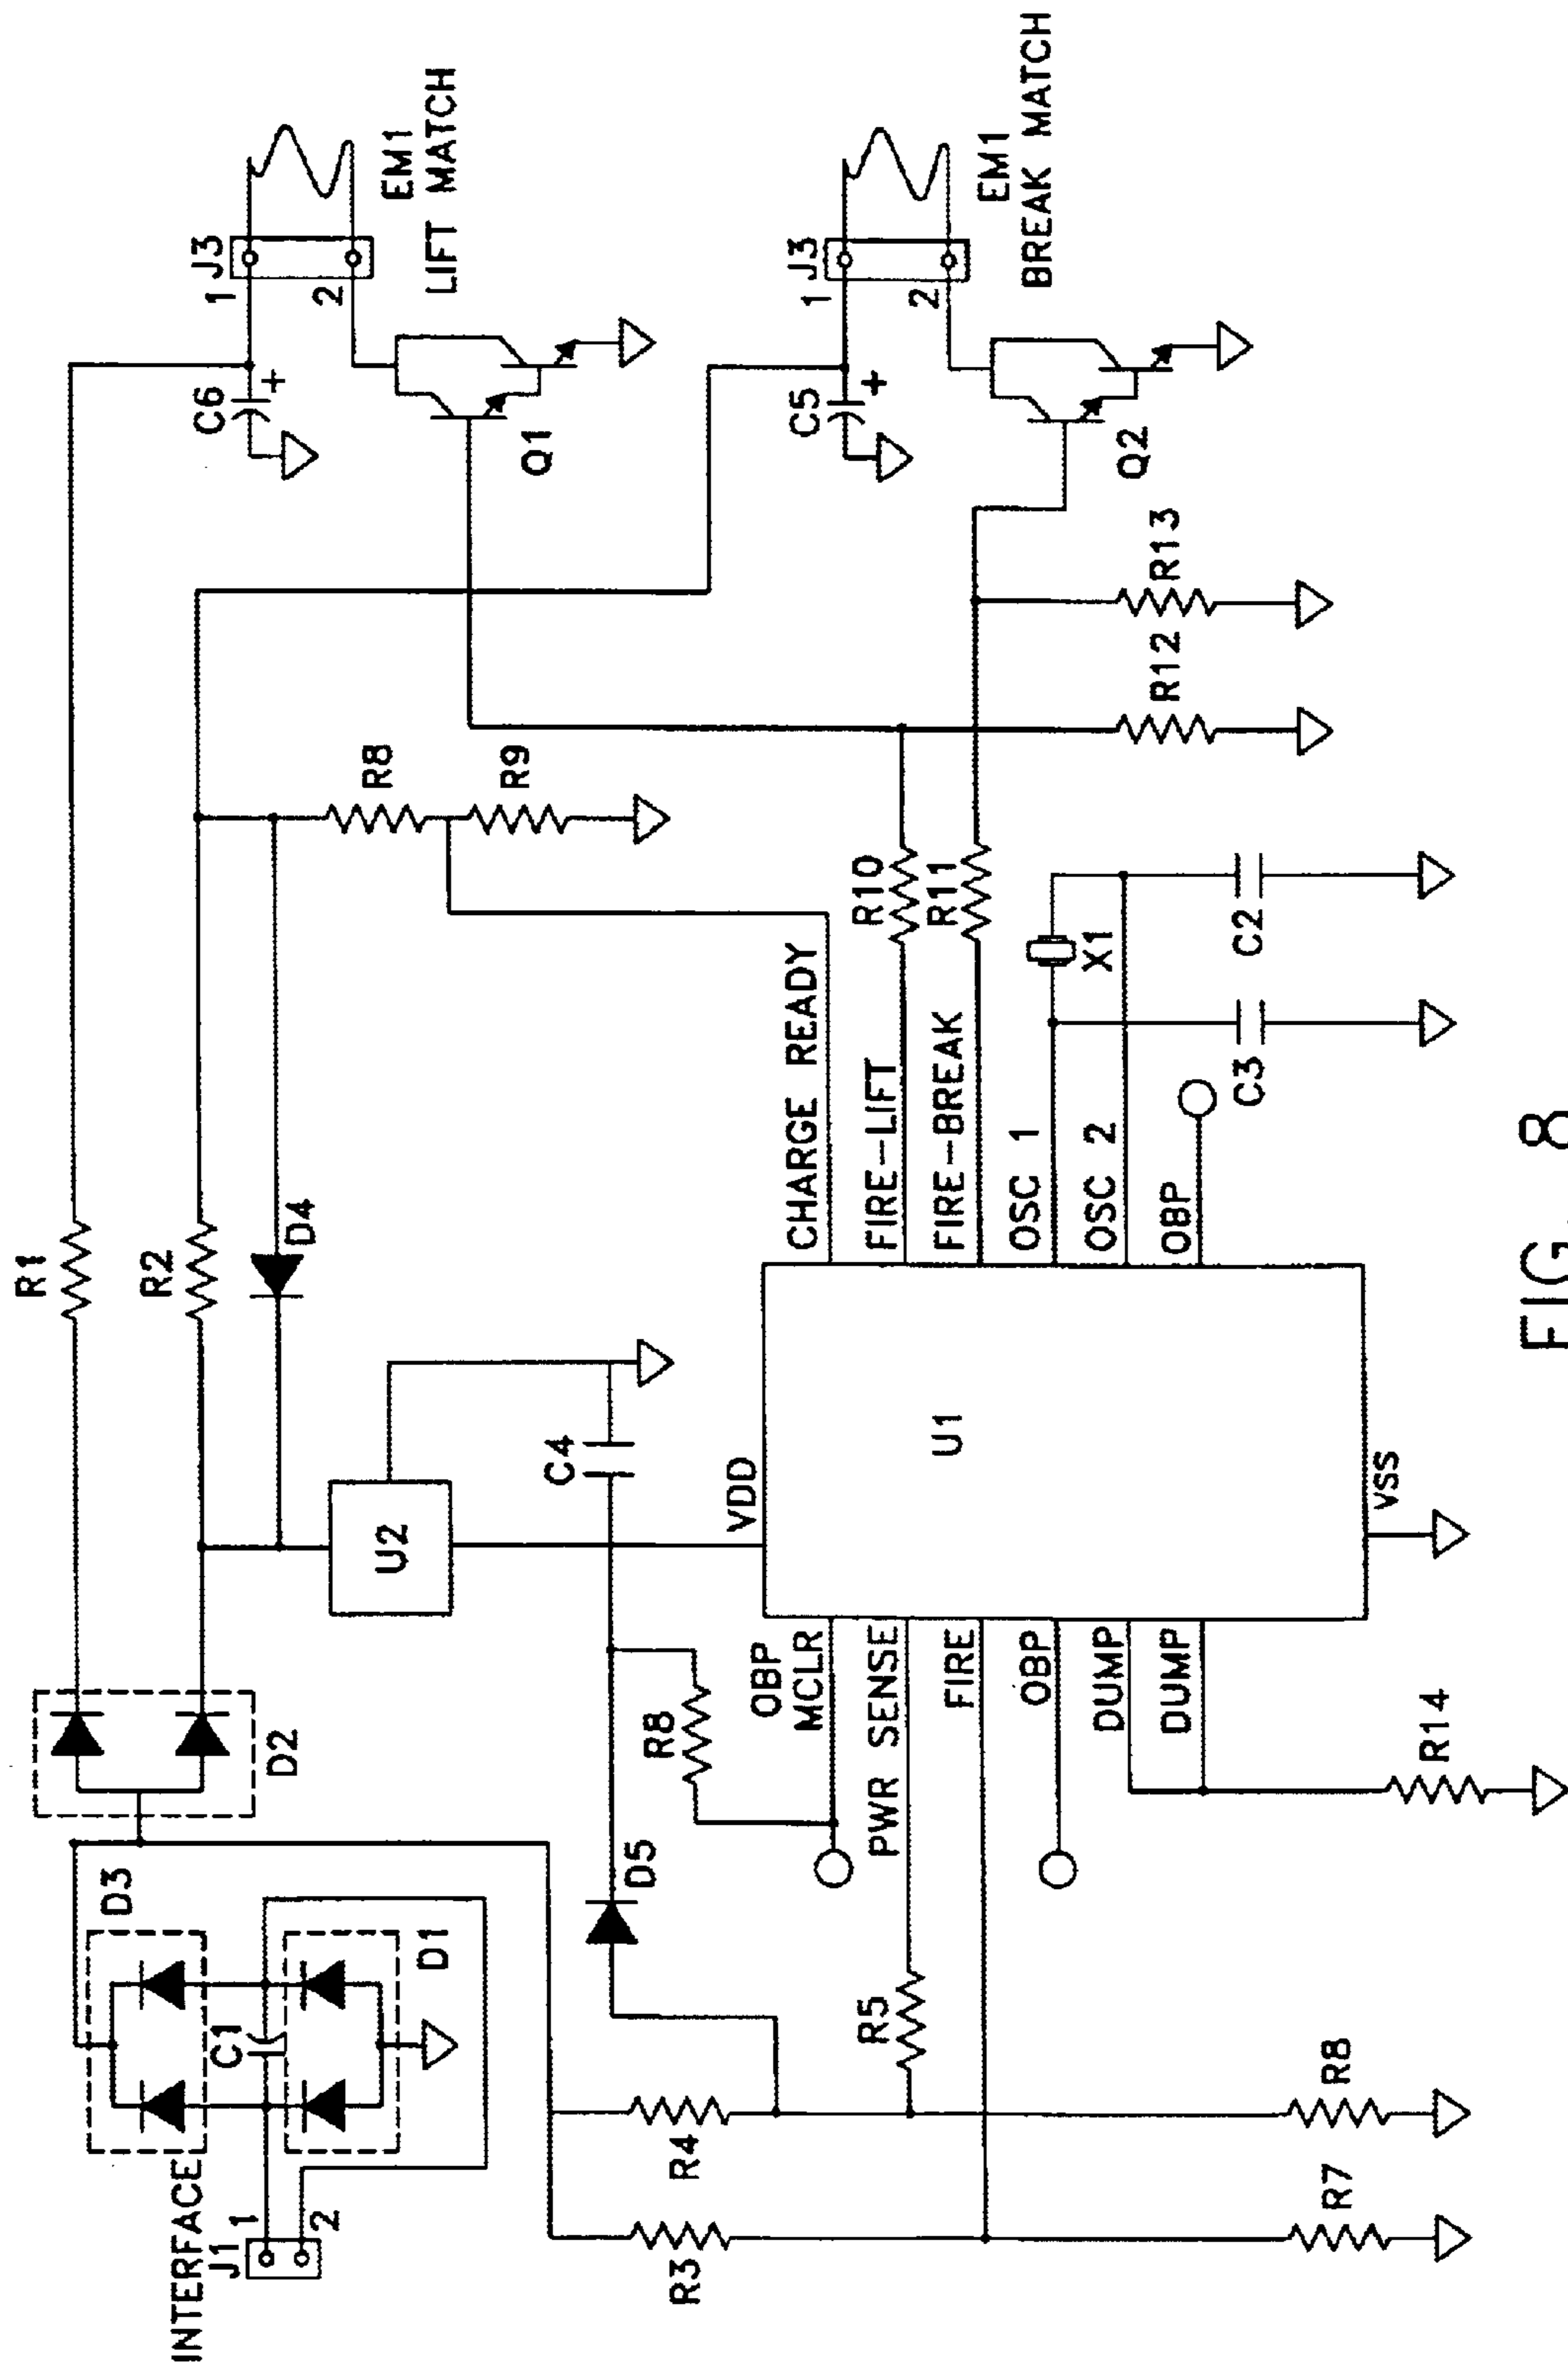 INTERFACE
J1
1
2
D3
C1
D1
D2
R1
R2
D4
U2
C4
D5
R8
R3
R4
R5
R7
R8
R8
R9
C6
+
J3
1
2
EM1
LIFT MATCH
Q1
C5
+
J3
1
2
EM1
BREAK MATCH
Q2
VDD
U1
VSS
OBP
MCLR
PWR SENSE
FIRE
OBP
DUMP
DUMP
R14
CHARGE READY
FIRE-LIFT
FIRE-BREAK
OSC 1
OSC 2
OBP
R10
R11
X1
C3
C2
R12
R13
FIG. 8